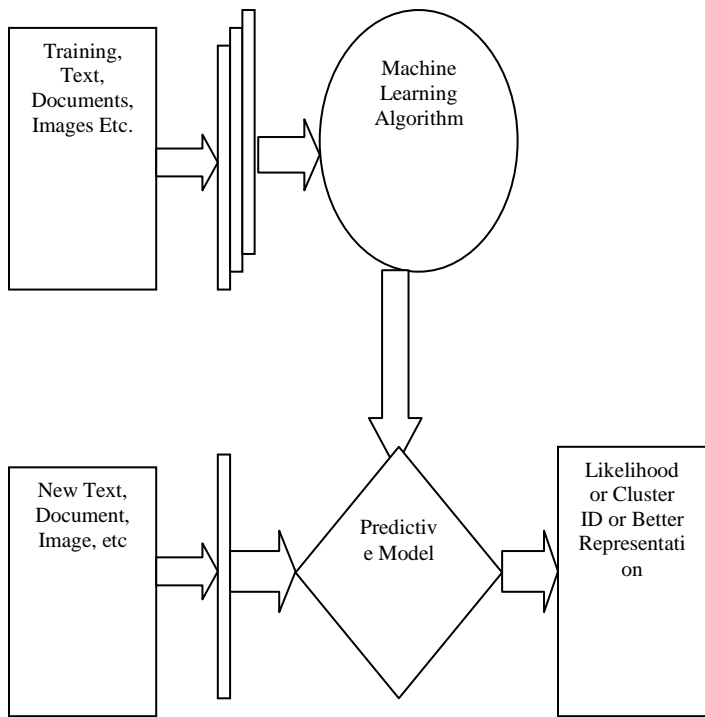 Training,
Text,
Documents,
Images Etc.
Machine
Learning
Algorithm
New Text,
Document,
Image, etc
Predictiv
e Model
Likelihood
or Cluster
ID or Better
Representati
on